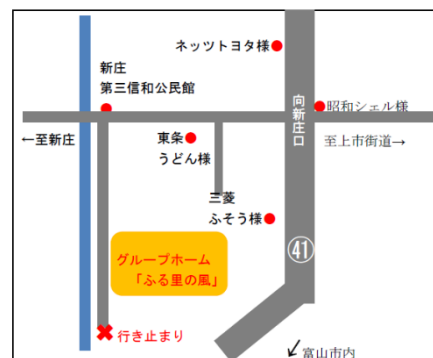 ネッツトヨタ様
新庄
第三信和公民館
向新庄口
昭和シェル様
←至新庄
東条
うどん様
至上市街道→
三菱
ふそう様
グループホーム
「ふる里の風」
41
行き止まり
↙富山市内